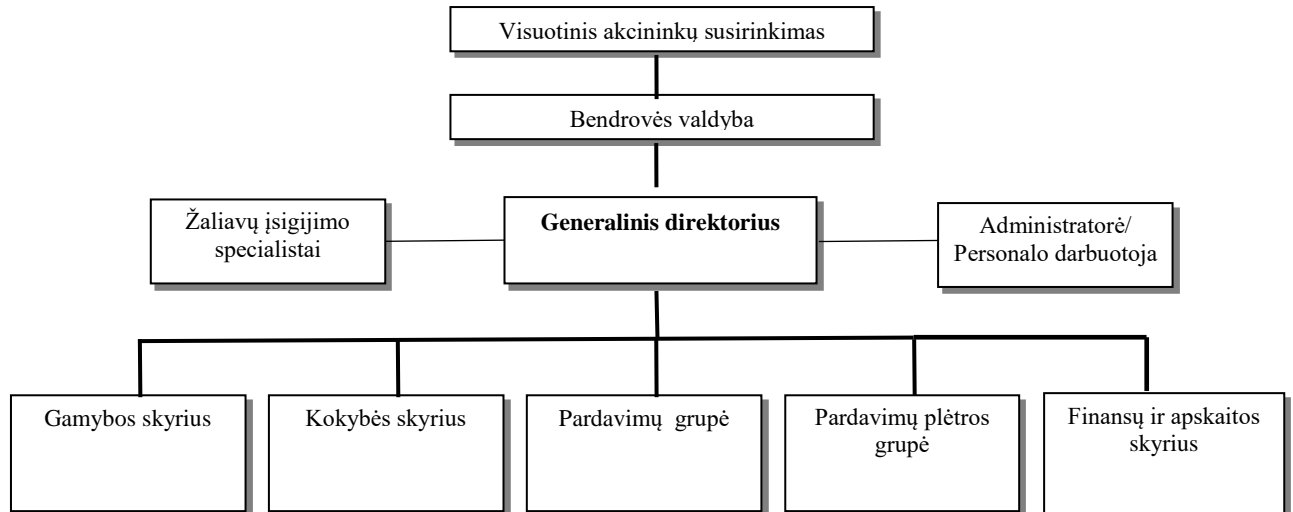 Visuotinis akcininkų susirinkimas
Bendrovės valdyba
Žaliavų įsigijimo
specialistai
Generalinis direktorius
Administratorė/
Personalo darbuotoja
Gamybos skyrius
Kokybės skyrius
Pardavimų grupė
Pardavimų plėtros
grupė
Finansų ir apskaitos
skyrius